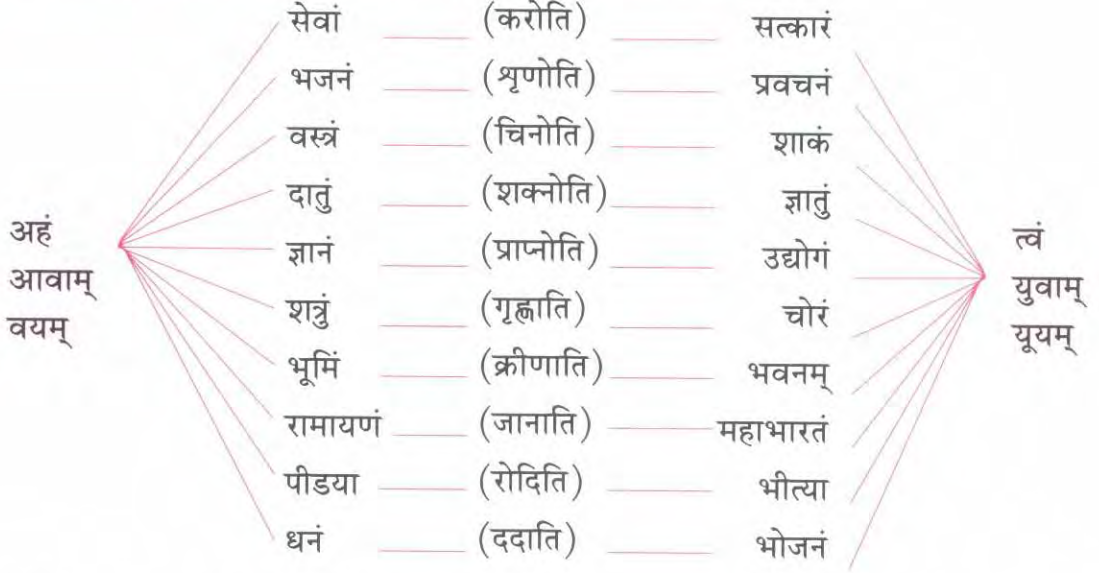 सेवां (करोति) सत्कारं
भजनं (शृणोति) प्रवचनं
वस्त्रं (चिनोति) शाकं
दातुं (शक्नोति) ज्ञातुं
अहं
आवाम्
वयम्
ज्ञानं (प्राप्नोति) उद्योगं
त्वं
युवाम्
यूयम्
शत्रुं (गृह्णाति) चोरं
भूमिं (क्रीणाति) भवनम्
रामायणं (जानाति) महाभारतं
पीडया (रोदिति) भीत्या
धनं (ददाति) भोजनं